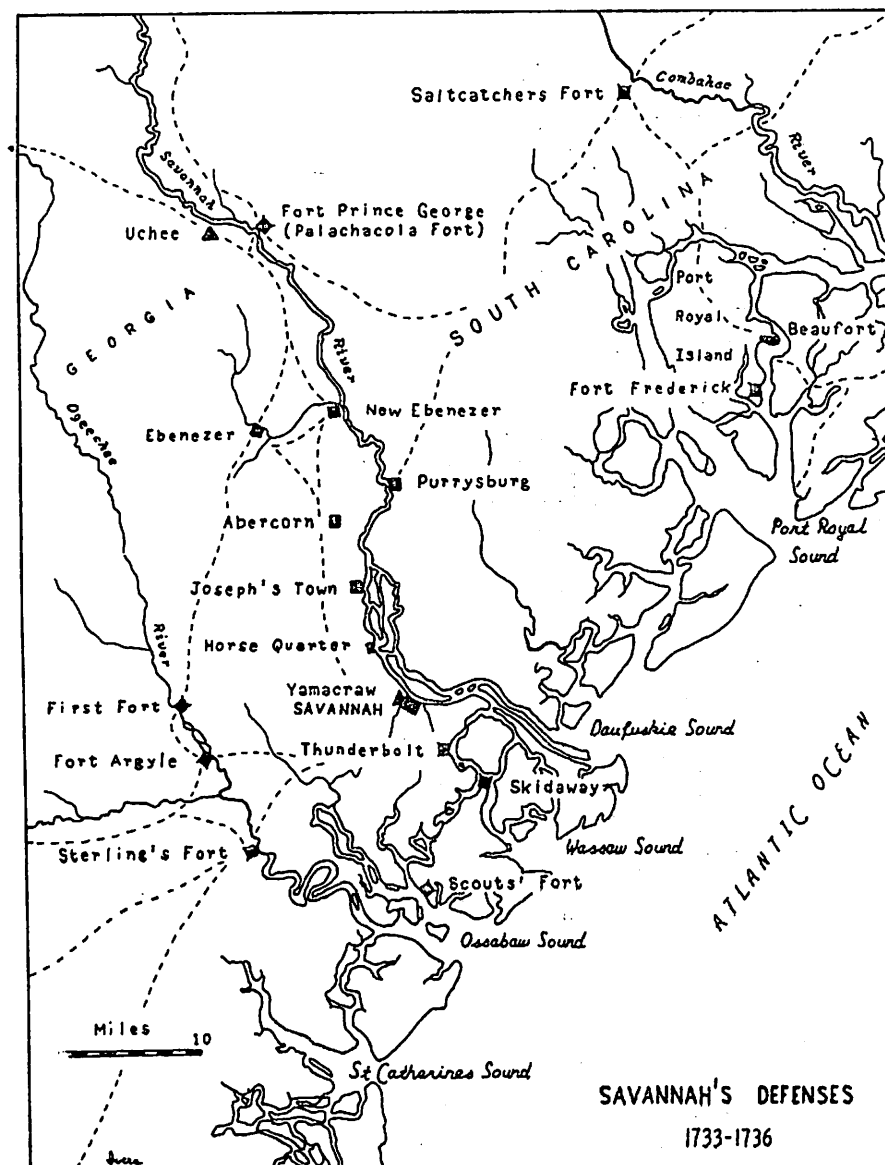 Combahee
River
Saltcatchers Fort
Savannah
River
Fort Prince George
(Palachacola Fort)
Uchee
SOUTH CAROLINA
GEORGIA
Port
Royal
Island
Beaufort
Fort Frederick
Ogeechee
River
New Ebenezer
Ebenezer
Purrysburg
Abercorn
Port Royal
Sound
Joseph's Town
Horse Quarter
Yamacraw
SAVANNAH
First Fort
Daufuskie Sound
Thunderbolt
Fort Argyle
Skidaway
ATLANTIC OCEAN
Wassaw Sound
Sterling's Fort
Scouts' Fort
Ossabaw Sound
Miles
10
St Catherines Sound
SAVANNAH'S DEFENSES
1733-1736